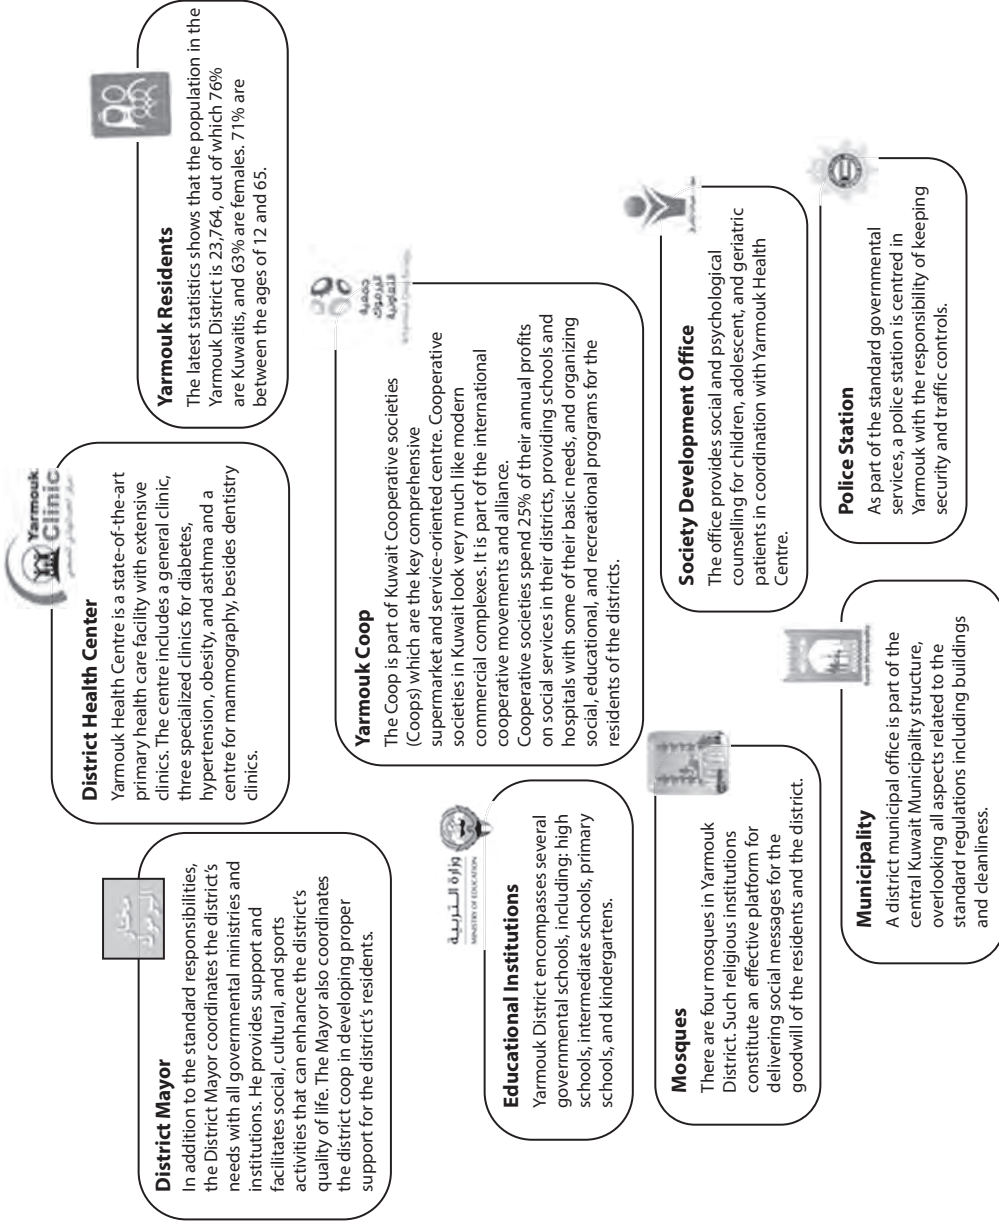 District Mayor
In addition to the standard responsibilities,
the District Mayor coordinates the district's
needs with all governmental ministries and
institutions. He provides support and
facilitates social, cultural, and sports
activities that can enhance the district's
quality of life. The Mayor also coordinates
the district coop in developing proper
support for the district's residents.
Yarmouk
Clinic
District Health Center
Yarmouk Health Centre is a state-of-the-art
primary health care facility with extensive
clinics. The centre includes a general clinic,
three specialized clinics for diabetes,
hypertension, obesity, and asthma and a
centre for mammography, besides dentistry
clinics.
Yarmouk Residents
The latest statistics shows that the population in the
Yarmouk District is 23,764, out of which 76%
are Kuwaitis, and 63% are females. 71% are
between the ages of 12 and 65.
وزارة التربية
MINISTRY OF EDUCATION
Educational Institutions
Yarmouk District encompasses several
governmental schools, including: high
schools, intermediate schools, primary
schools, and kindergartens.
جمعية
اليرموك
التعاونية
Yarmouk Coop
The Coop is part of Kuwait Cooperative societies
(Coops) which are the key comprehensive
supermarket and service-oriented centre. Cooperative
societies in Kuwait look very much like modern
commercial complexes. It is part of the international
cooperative movements and alliance.
Cooperative societies spend 25% of their annual profits
on social services in their districts, providing schools and
hospitals with some of their basic needs, and organizing
social, educational, and recreational programs for the
residents of the districts.
Mosques
There are four mosques in Yarmouk
District. Such religious institutions
constitute an effective platform for
delivering social messages for the
goodwill of the residents and the district.
Society Development Office
The office provides social and psychological
counselling for children, adolescent, and geriatric
patients in coordination with Yarmouk Health
Centre.
Municipality
A district municipal office is part of the
central Kuwait Municipality structure,
overlooking all aspects related to the
standard regulations including buildings
and cleanliness.
Police Station
As part of the standard governmental
services, a police station is centred in
Yarmouk with the responsibility of keeping
security and traffic controls.